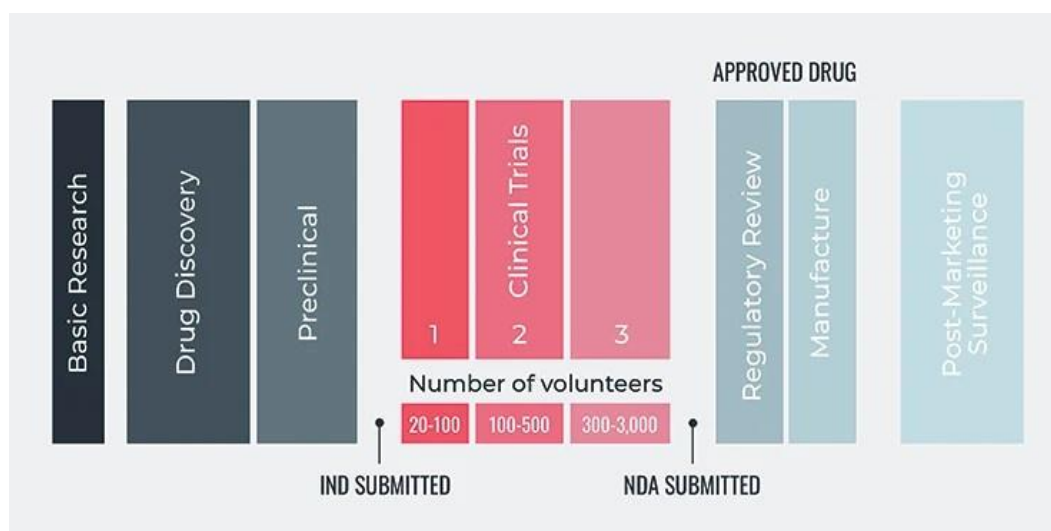 APPROVED DRUG
Basic Research
Drug Discovery
Preclinical
Clinical Trials
1
2
3
Number of volunteers
20-100
100-500
300-3,000
Regulatory Review
Manufacture
Post-Marketing
Surveillance
IND SUBMITTED
NDA SUBMITTED